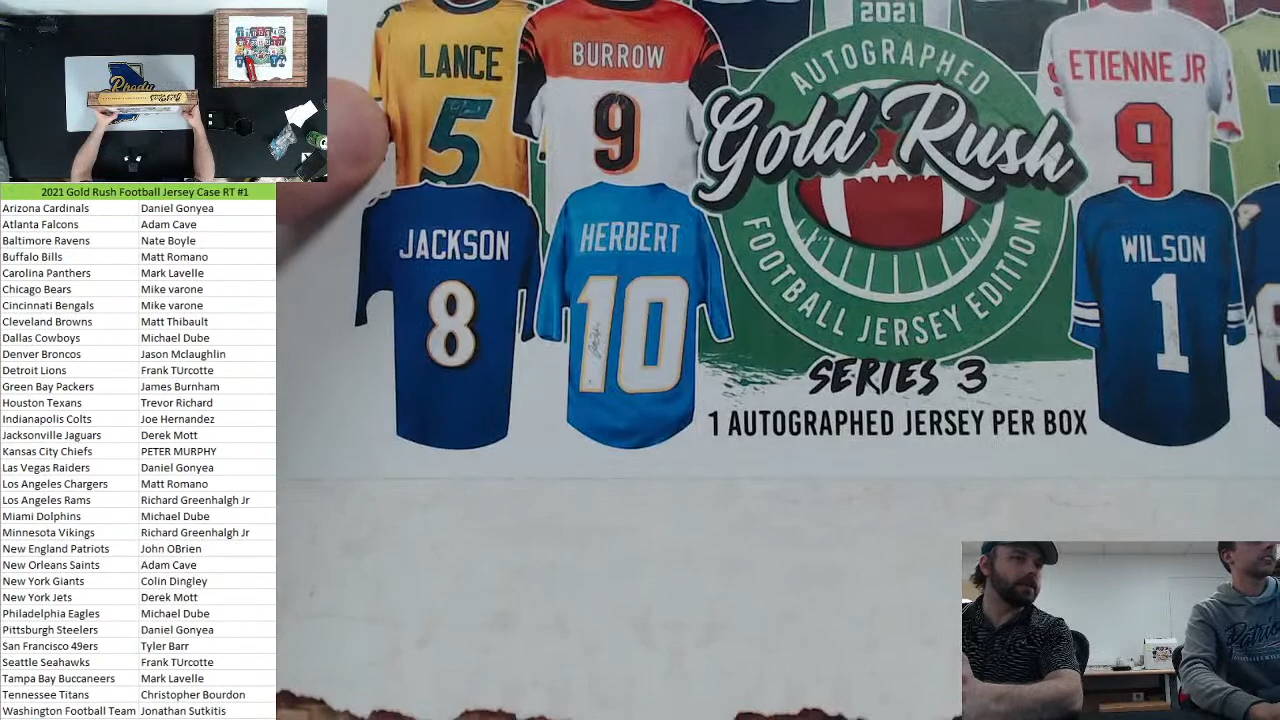 2021 Gold Rush Football Jersey Case RT #1
Arizona Cardinals Daniel Gonyea
Atlanta Falcons Adam Cave
Baltimore Ravens Nate Boyle
Buffalo Bills Matt Romano
Carolina Panthers Mark Lavelle
Chicago Bears Mike varone
Cincinnati Bengals Mike varone
Cleveland Browns Matt Thibault
Dallas Cowboys Michael Dube
Denver Broncos Jason Mclaughlin
Detroit Lions Frank TUrcotte
Green Bay Packers James Burnham
Houston Texans Trevor Richard
Indianapolis Colts Joe Hernandez
Jacksonville Jaguars Derek Mott
Kansas City Chiefs PETER MURPHY
Las Vegas Raiders Daniel Gonyea
Los Angeles Chargers Matt Romano
Los Angeles Rams Richard Greenhalgh Jr
Miami Dolphins Michael Dube
Minnesota Vikings Richard Greenhalgh Jr
New England Patriots John OBrien
New Orleans Saints Adam Cave
New York Giants Colin Dingley
New York Jets Derek Mott
Philadelphia Eagles Michael Dube
Pittsburgh Steelers Daniel Gonyea
San Francisco 49ers Tyler Barr
Seattle Seahawks Frank TUrcotte
Tampa Bay Buccaneers Mark Lavelle
Tennessee Titans Christopher Bourdon
Washington Football Team Jonathan Sutkitis
Phody
LANCE
5
BURROW
9
2021
AUTOGRAPHED
Gold Rush
FOOTBALL JERSEY EDITION
SERIES 3
1 AUTOGRAPHED JERSEY PER BOX
ETIENNE JR
9
JACKSON
8
HERBERT
10
WILSON
1
Patriots